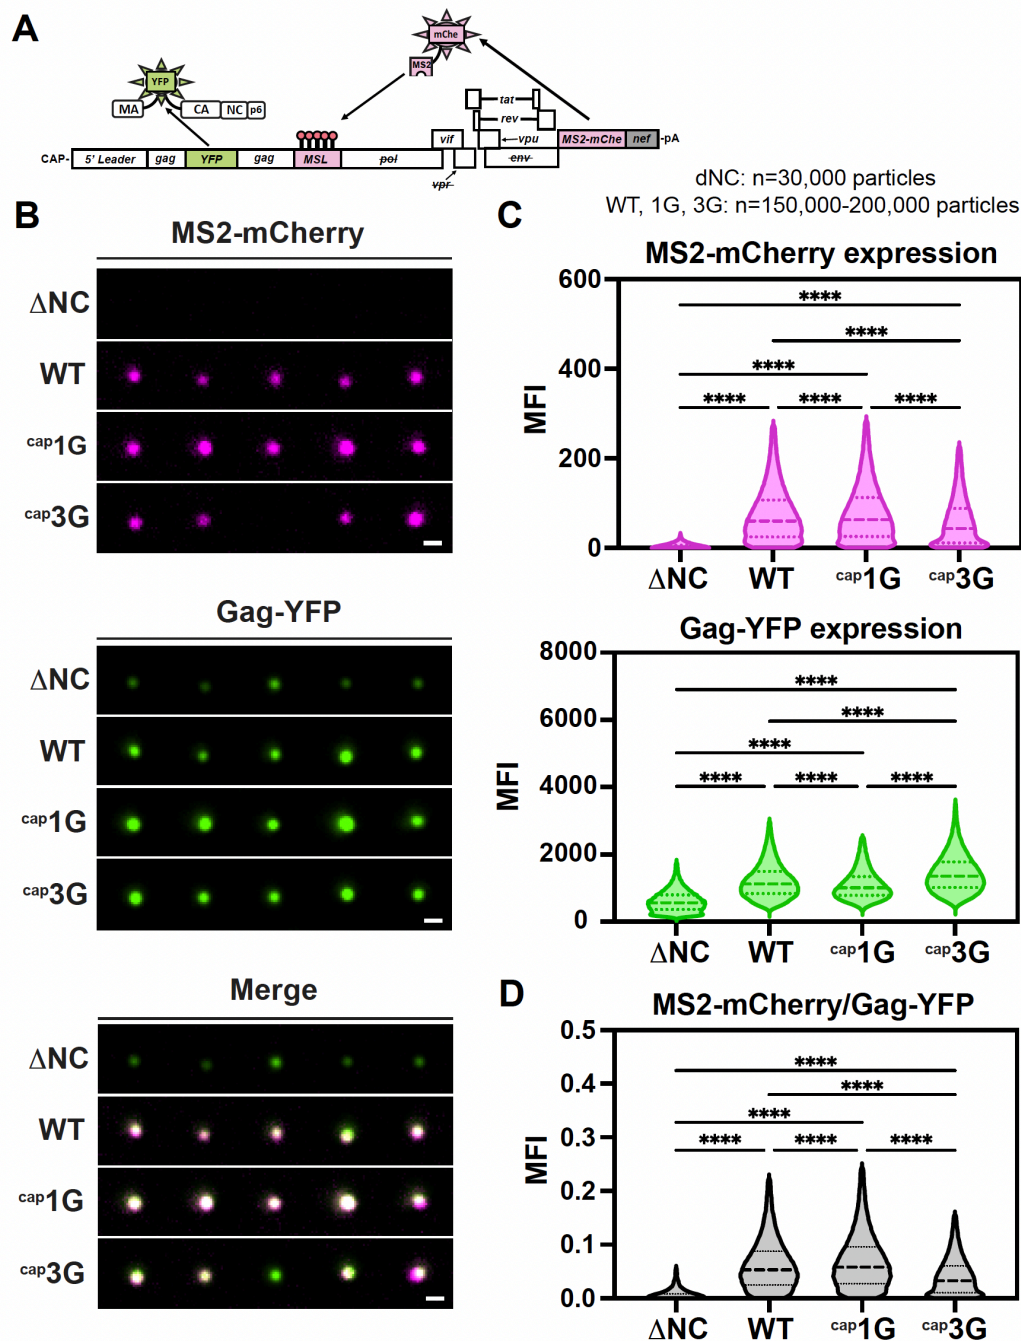 A
mChe
MS2
YFP
MA
CA
NC
p6
tat
rev
vif
vpu
MS2-mChe
nef
-pA
CAP-
5' Leader
gag
YFP
gag
MSL
pol
env
vpr
dNC: n=30,000 particles
WT, 1G, 3G: n=150,000-200,000 particles
B
MS2-mCherry
ΔNC
WT
cap1G
cap3G
Gag-YFP
ΔNC
WT
cap1G
cap3G
Merge
ΔNC
WT
cap1G
cap3G
C
MS2-mCherry expression
600
400
200
0
MFI
****
****
****
**** **** ****
ΔNC WT cap1G cap3G
Gag-YFP expression
8000
6000
4000
2000
0
MFI
****
****
****
**** **** ****
ΔNC WT cap1G cap3G
D
MS2-mCherry/Gag-YFP
0.5
0.4
0.3
0.2
0.1
0.0
MFI
****
****
****
**** **** ****
ΔNC WT cap1G cap3G